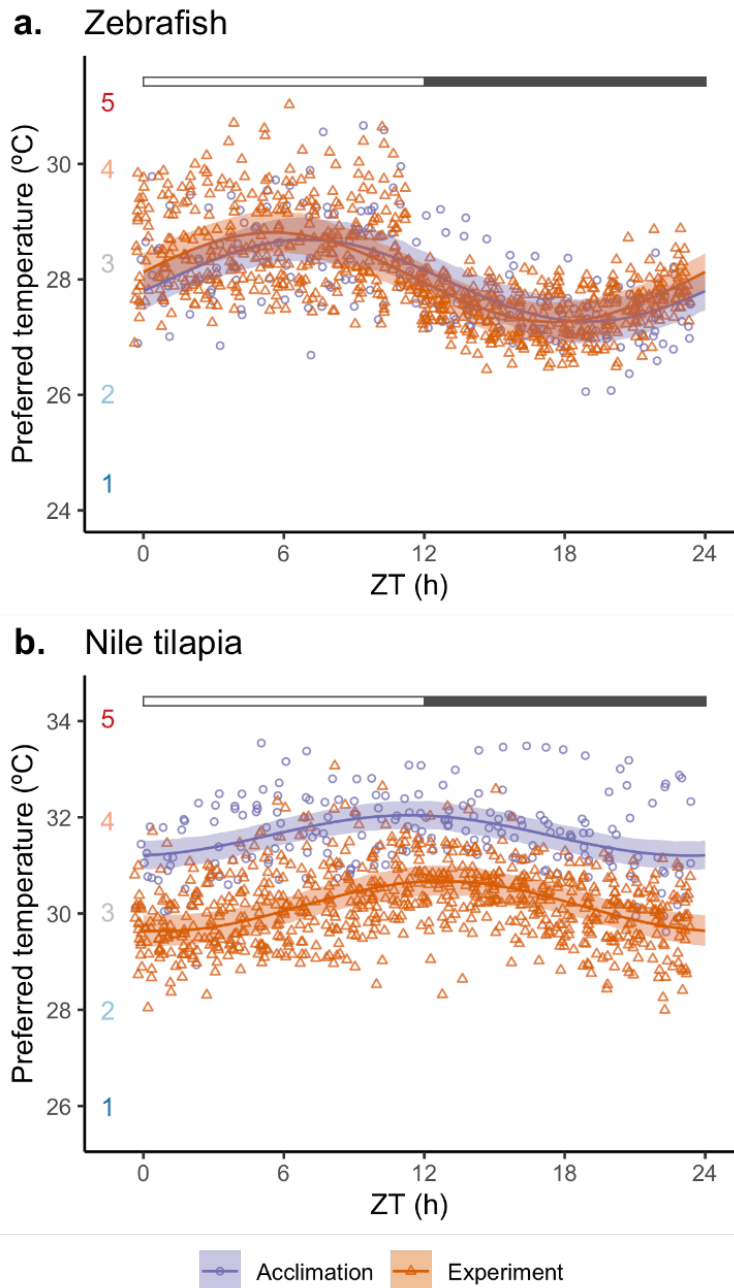 a. Zebrafish
5
4
3
2
1
30
28
26
24
Preferred temperature (ºC)
0 6 12 18 24
ZT (h)
b. Nile tilapia
5
4
3
2
1
34
32
30
28
26
Preferred temperature (ºC)
0 6 12 18 24
ZT (h)
Acclimation Experiment